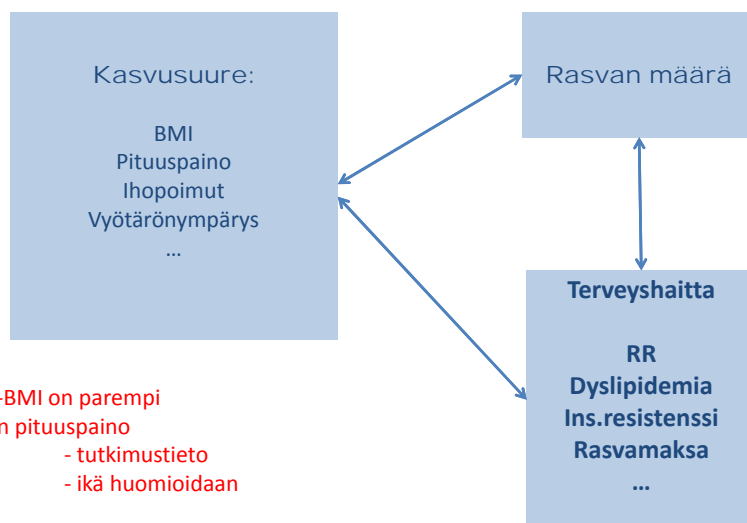 Kasvusuure:
BMI
Pituuspaino
Ihopoimut
Vyötärönympärys
...
Rasvan määrä
Terveyshaitta
RR
Dyslipidemia
Ins.resistenssi
Rasvamaksa
...
-BMI on parempi
pituuspaino
- tutkimustieto
- ikä huomioidaan